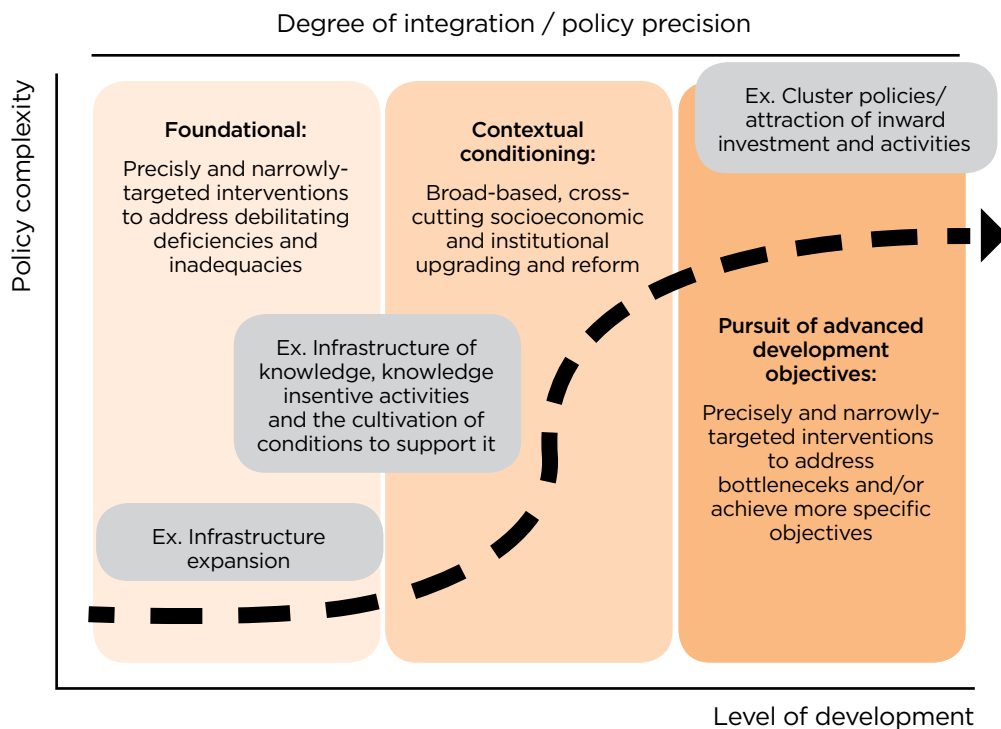 Degree of integration / policy precision
Policy complexity
Foundational:
Precisly and narrowly-
targeted interventions
to address debilitating
deficiencies and
inadequacies
Contextual
conditioning:
Broad-based, cross-
cutting socioeconomic
and institutional
upgrading and reform
Ex. Cluster policies/
attraction of inward
investment and activities
Ex. Infrastructure of
knowledge, knowledge
insentive activities
and the cultivation of
conditions to support it
Pursuit of advanced
development
objectives:
Precisely and narrowly-
targeted interventions
to address
bottleneceks and/or
achieve more specific
objectives
Ex. Infrastructure
expansion
Level of development